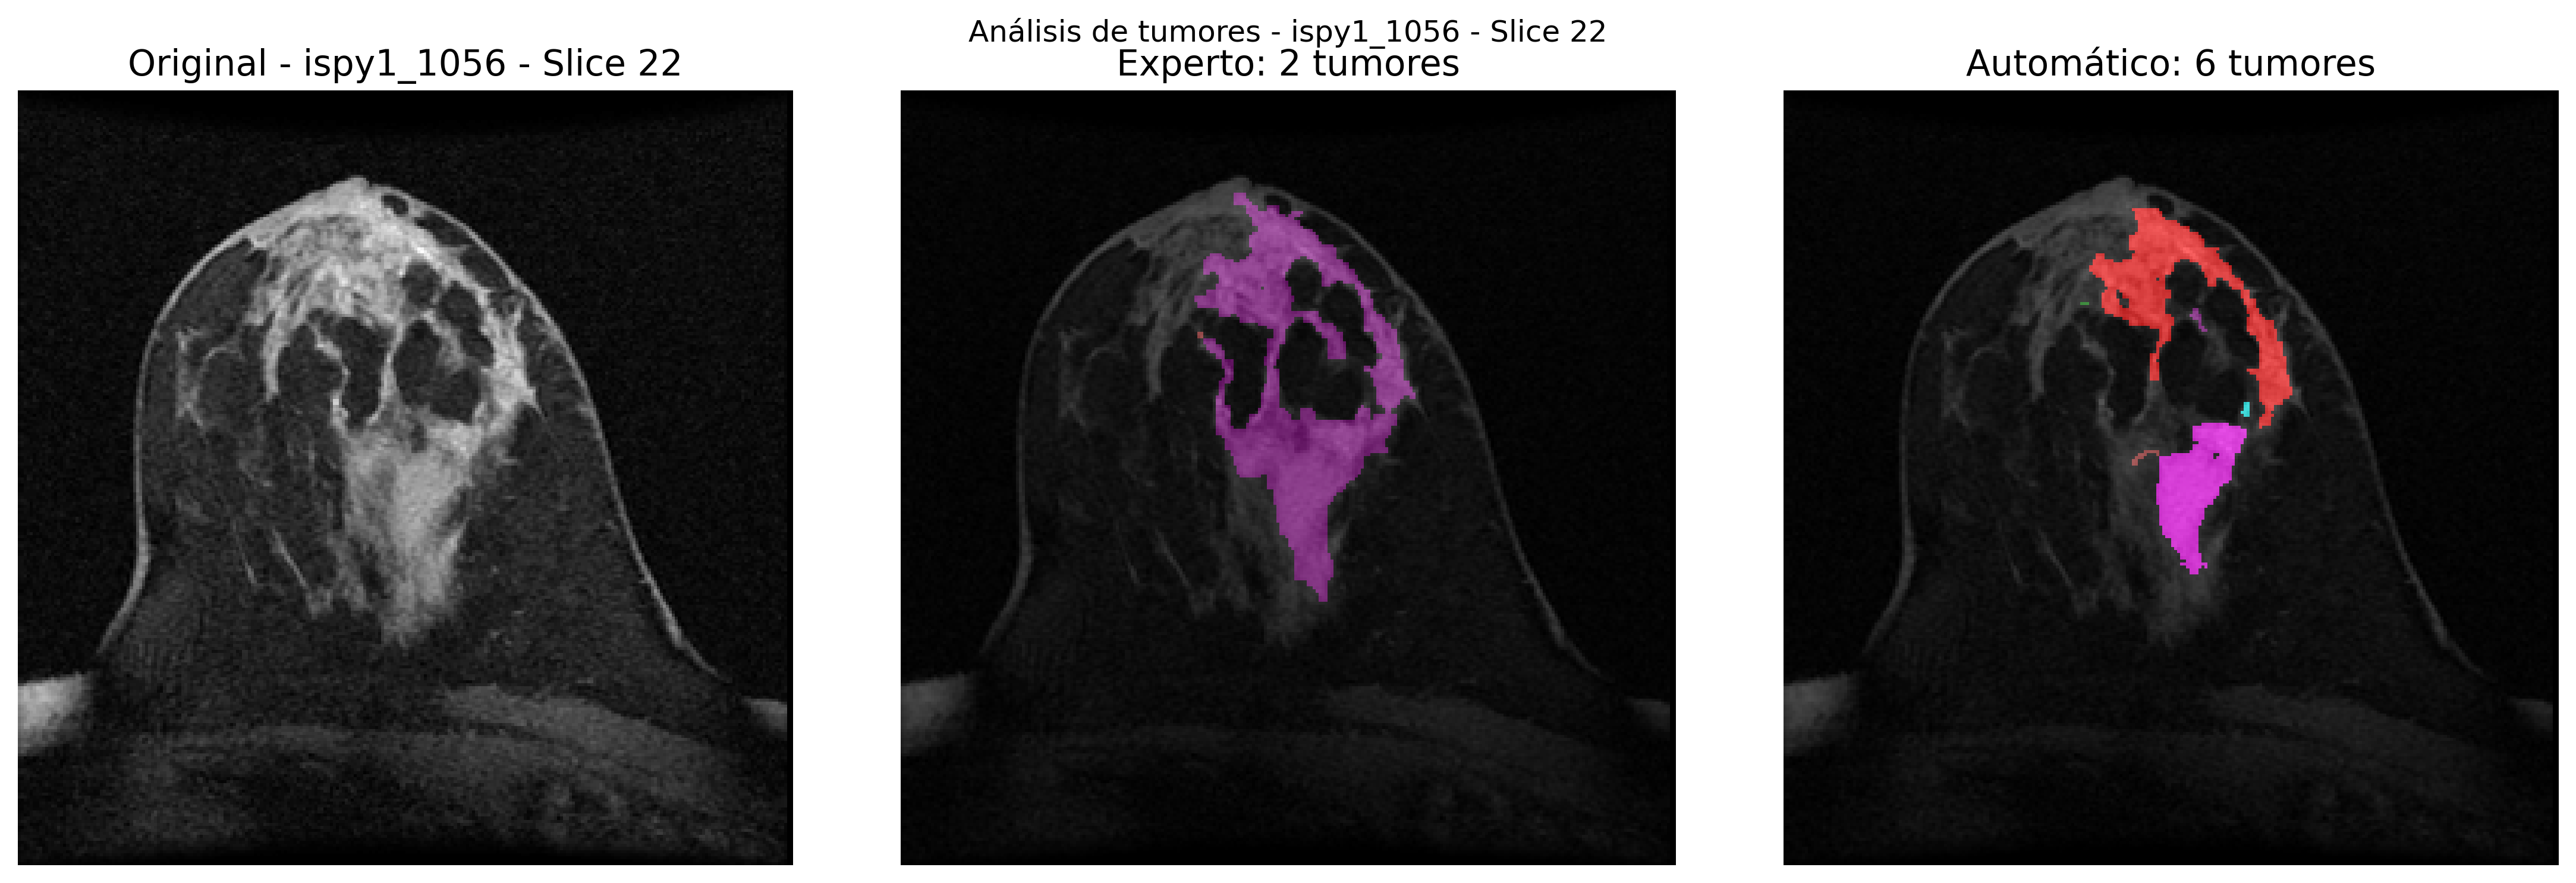 Análisis de tumores - ispy1_1056 - Slice 22
Original - ispy1_1056 - Slice 22
Experto: 2 tumores
Automático: 6 tumores